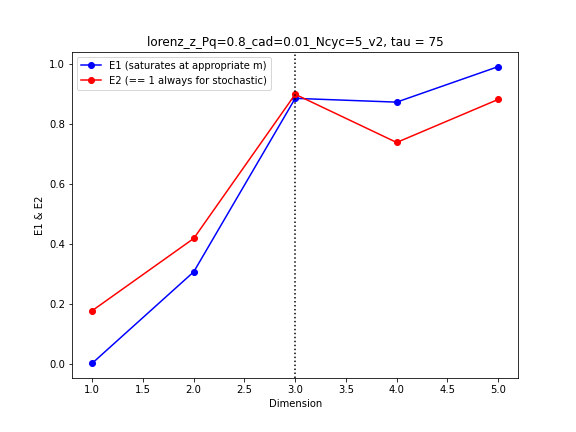 lorenz_z_Pq=0.8_cad=0.01_Ncyc=5_v2, tau = 75
E1 (saturates at appropriate m)
E2 (== 1 always for stochastic)
E1 & E2
1.0
0.8
0.6
0.4
0.2
0.0
1.0 1.5 2.0 2.5 3.0 3.5 4.0 4.5 5.0
Dimension